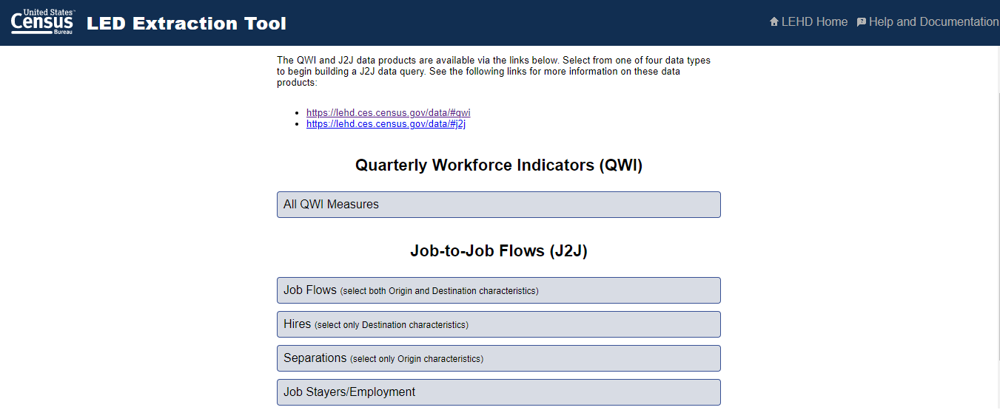 United States
Census
Bureau
LED Extraction Tool
LEHD Home
Help and Documentation
The QWI and J2J data products are available via the links below. Select from one of four data types
to begin building a J2J data query. See the following links for more information on these data
products:
https://lehd.ces.census.gov/data/#qwi
https://lehd.ces.census.gov/data/#j2j
Quarterly Workforce Indicators (QWI)
All QWI Measures
Job-to-Job Flows (J2J)
Job Flows (select both Origin and Destination characteristics)
Hires (select only Destination characteristics)
Separations (select only Origin characteristics)
Job Stayers/Employment